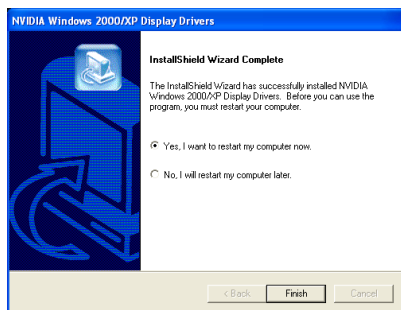 NVIDIA Windows 2000/XP Display Drivers
InstallShield Wizard Complete
The InstallShield Wizard has successfully installed NVIDIA
Windows 2000/XP Display Drivers. Before you can use the
program, you must restart your computer.
Yes, I want to restart my computer now.
No, I will restart my computer later.
< Back Finish Cancel